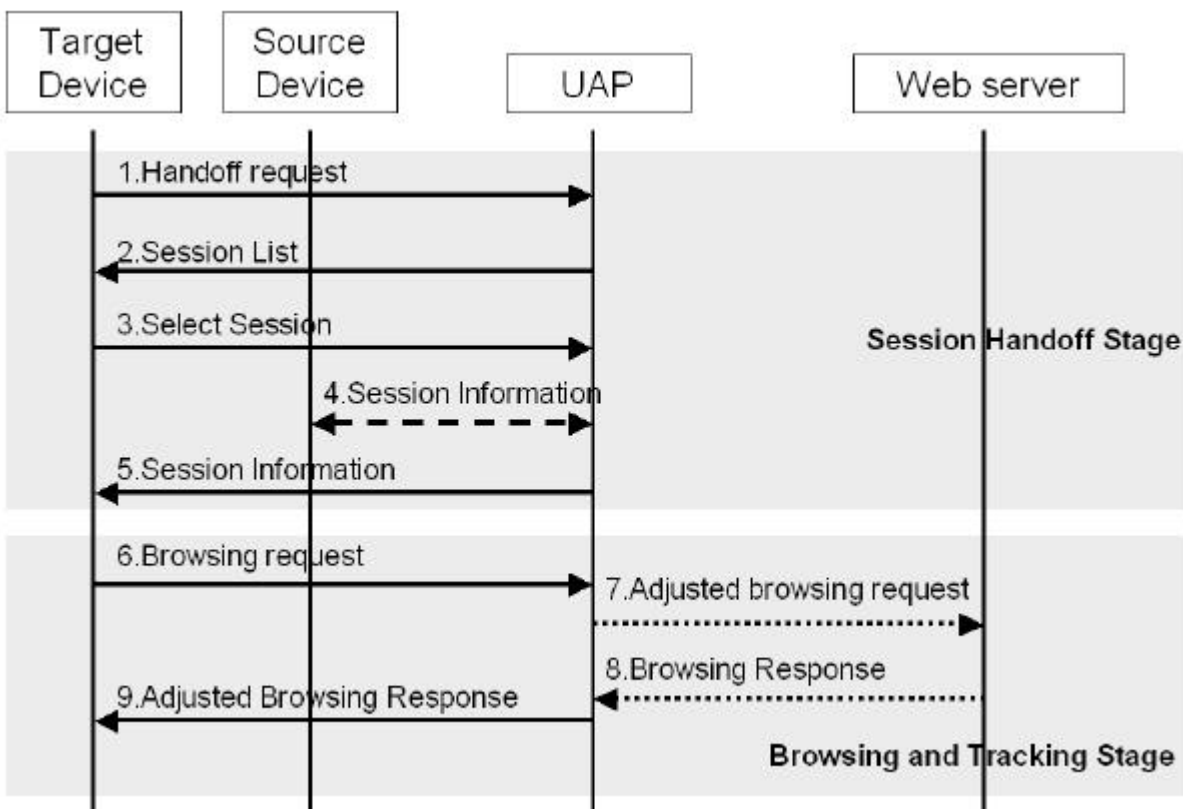 Target
Device
Source
Device
UAP
Web server
1.Handoff request
2.Session List
3.Select Session
Session Handoff Stage
4.Session Information
5.Session Information
6.Browsing request
7.Adjusted browsing request
8.Browsing Response
9.Adjusted Browsing Response
Browsing and Tracking Stage